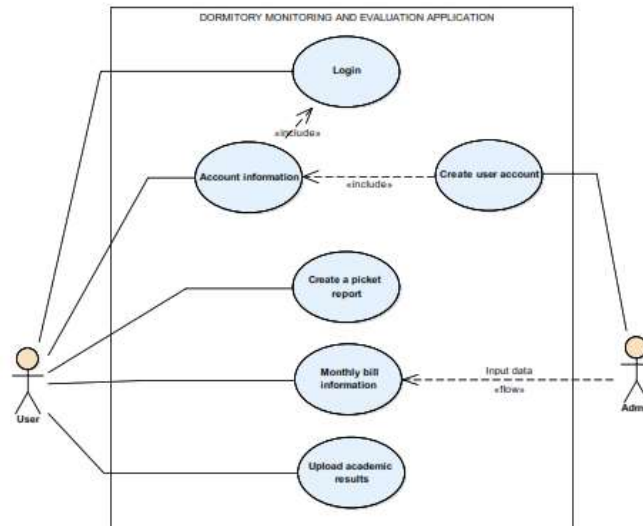 DORMITORY MONITORING AND EVALUATION APPLICATION
Login
«include»
Account information
«include»
Create user account
Create a picket
report
Monthly bill
information
Input data
«flow»
User
Upload academic
results